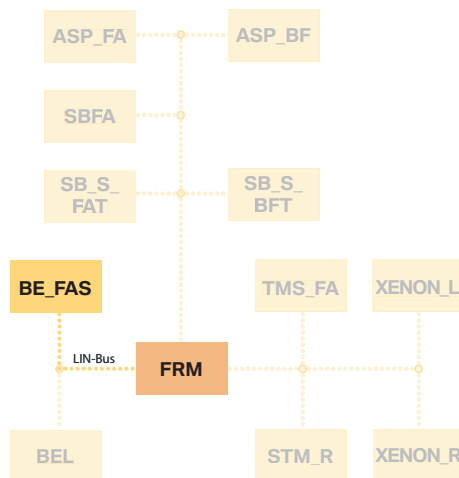 ASP_FA
ASP_BF
SBFA
SB_S_
FAT
SB_S_
BFT
BE_FAS
TMS_FA
XENON_L
LIN-Bus
FRM
BEL
STM_R
XENON_R